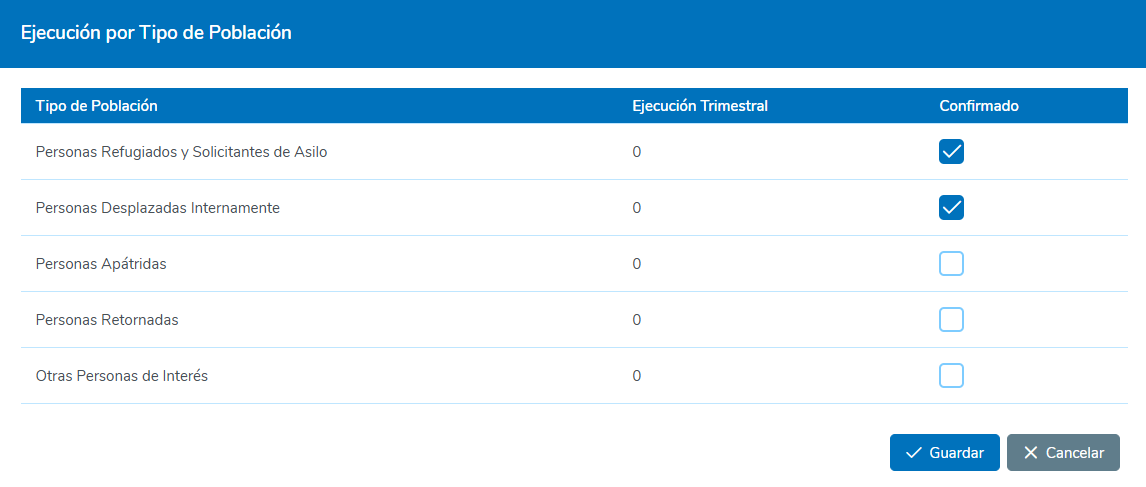 Ejecución por Tipo de Población
Tipo de Población Ejecución Trimestral Confirmado
Personas Refugiados y Solicitantes de Asilo 0
Personas Desplazadas Internamente 0
Personas Apátridas 0
Personas Retornadas 0
Otras Personas de Interés 0
Guardar Cancelar